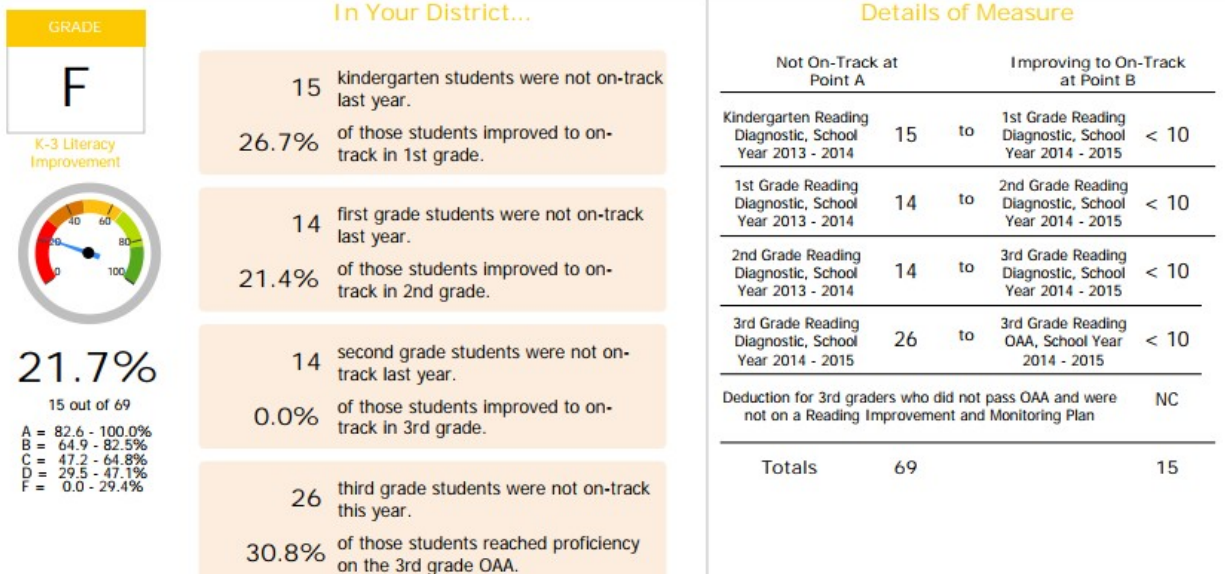 GRADE
F
K-3 Literacy
Improvement
0
20
40
60
80
100
21.7%
15 out of 69
A = 82.6 - 100.0%
B = 64.9 - 82.5%
C = 47.2 - 64.8%
D = 29.5 - 47.1%
F = 0.0 - 29.4%
In Your District...
15 kindergarten students were not on-track
last year.
26.7% of those students improved to on-
track in 1st grade.
14 first grade students were not on-track
last year.
21.4% of those students improved to on-
track in 2nd grade.
14 second grade students were not on-
track last year.
0.0% of those students improved to on-
track in 3rd grade.
26 third grade students were not on-track
this year.
30.8% of those students reached proficiency
on the 3rd grade OAA.
Details of Measure
Not On-Track at
Point A
Improving to On-Track
at Point B
Kindergarten Reading
Diagnostic, School
Year 2013 - 2014
15 to
1st Grade Reading
Diagnostic, School
Year 2014 - 2015
< 10
1st Grade Reading
Diagnostic, School
Year 2013 - 2014
14 to
2nd Grade Reading
Diagnostic, School
Year 2014 - 2015
< 10
2nd Grade Reading
Diagnostic, School
Year 2013 - 2014
14 to
3rd Grade Reading
Diagnostic, School
Year 2014 - 2015
< 10
3rd Grade Reading
Diagnostic, School
Year 2014 - 2015
26 to
3rd Grade Reading
OAA, School Year
2014 - 2015
< 10
Deduction for 3rd graders who did not pass OAA and were
not on a Reading Improvement and Monitoring Plan
NC
Totals 69 15